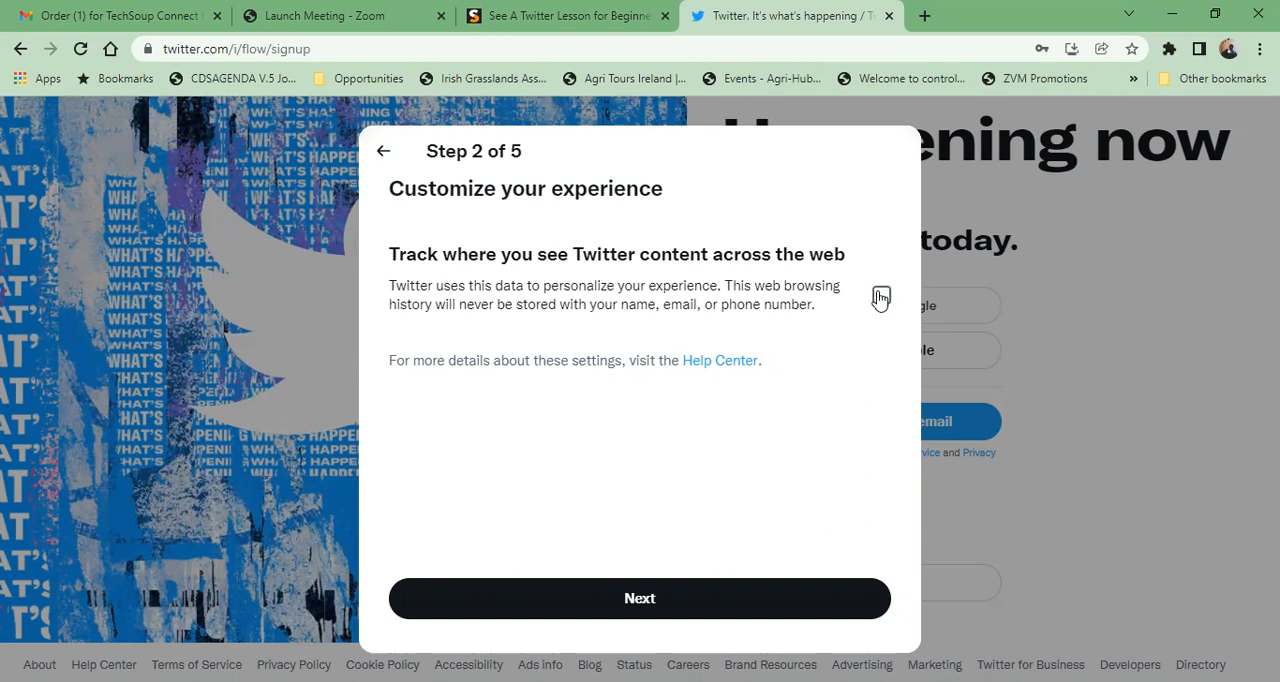 Order (1) for TechSoup Connect
Launch Meeting - Zoom
See A Twitter Lesson for Beginne
Twitter. It's what's happening / T
twitter.com/i/flow/signup
Apps
Bookmarks
CDSAGENDA V.5 Jo...
Opportunities
Irish Grasslands Ass...
Agri Tours Ireland |...
Events - Agri-Hub...
Welcome to control...
ZVM Promotions
»
Other bookmarks
ening now
today.
gle
le
email
vice and Privacy
Step 2 of 5
Customize your experience
Track where you see Twitter content across the web
Twitter uses this data to personalize your experience. This web browsing
history will never be stored with your name, email, or phone number.
For more details about these settings, visit the Help Center.
Next
About Help Center Terms of Service Privacy Policy Cookie Policy Accessibility Ads info Blog Status Careers Brand Resources Advertising Marketing Twitter for Business Developers Directory